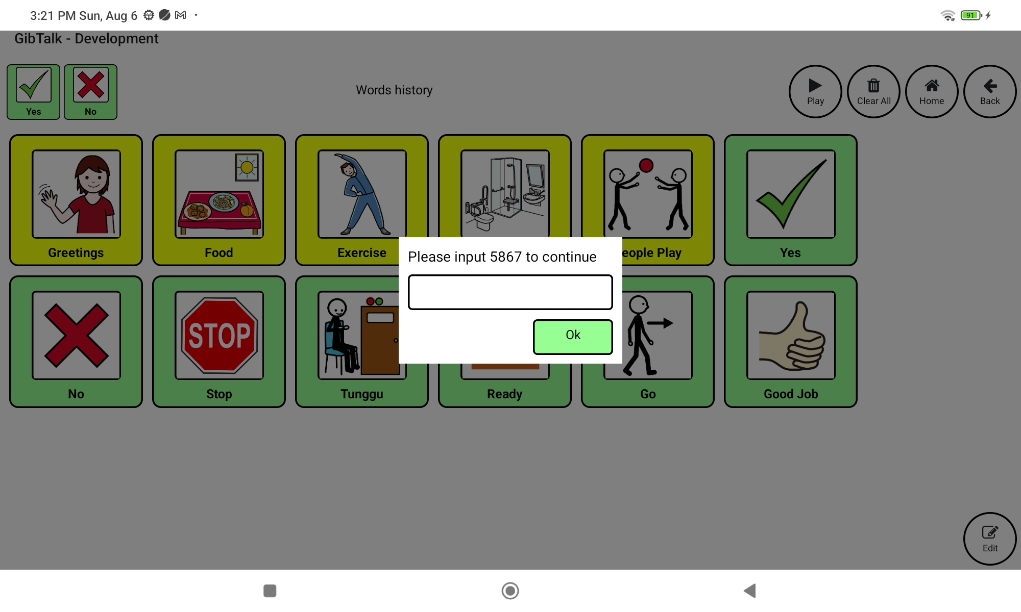 3:21 PM Sun, Aug 6
91
GibTalk - Development
Yes
No
Words history
Play
Clear All
Home
Back
Greetings
Food
Exercise
eople Play
Yes
Please input 5867 to continue
Ok
No
STOP
Stop
Tunggu
Ready
Go
Good Job
Edit